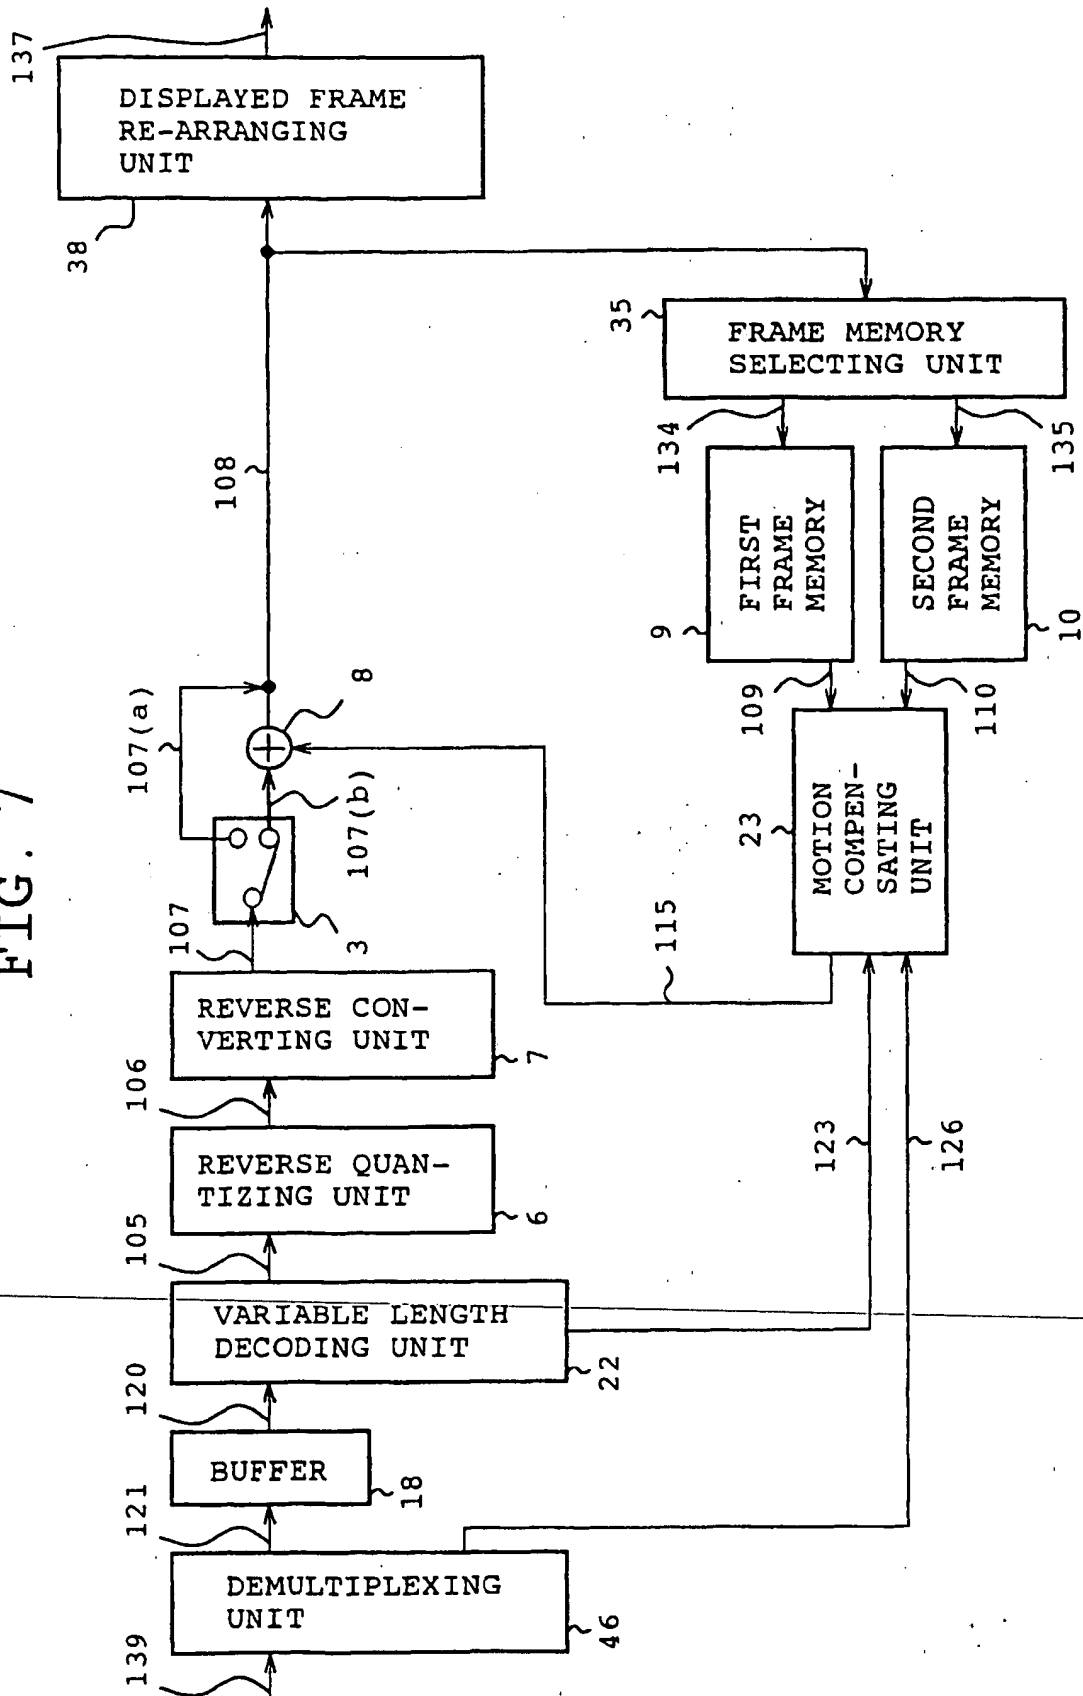 FIG. 7
139
DEMULTIPLEXING
UNIT
46
121
BUFFER
18
120
VARIABLE LENGTH
DECODING UNIT
22
105
REVERSE QUAN-
TIZING UNIT
6
106
REVERSE CON-
VERTING UNIT
7
107
3
107(a)
107(b)
8
108
38
DISPLAYED FRAME
RE-ARRANGING
UNIT
137
35
FRAME MEMORY
SELECTING UNIT
134
135
9
FIRST
FRAME
MEMORY
SECOND
FRAME
MEMORY
10
109
110
23
MOTION
COMPEN-
SATING
UNIT
115
123
126